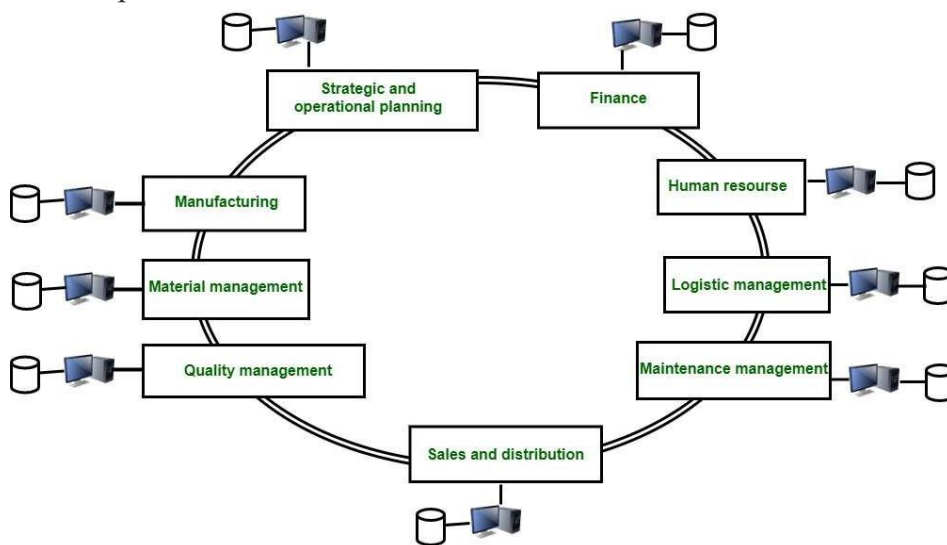 Strategic and
operational planning
Finance
Manufacturing
Human resourse
Material management
Logistic management
Quality management
Maintenance management
Sales and distribution